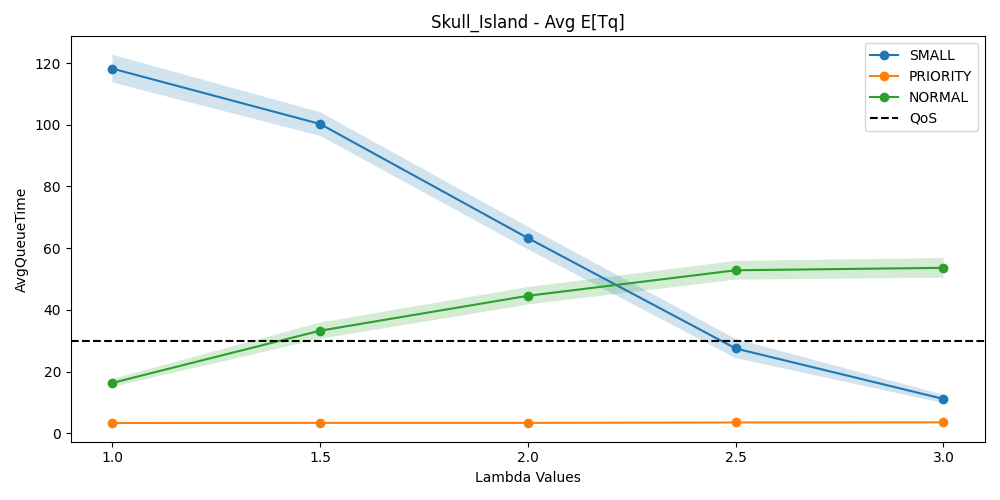 Skull_Island - Avg E[Tq]
SMALL
PRIORITY
NORMAL
QoS
AvgQueueTime
120
100
80
60
40
20
0
1.0 1.5 2.0 2.5 3.0
Lambda Values